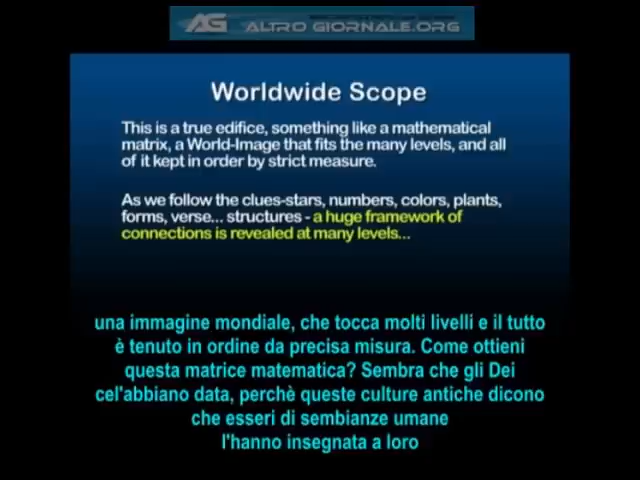 AG ALTRO GIORNALE.ORG
Worldwide Scope
This is a true edifice, something like a mathematical
matrix, a World-Image that fits the many levels, and all
of it kept in order by strict measure.
As we follow the clues-stars, numbers, colors, plants,
forms, verse... structures - a huge framework of
connections is revealed at many levels...
una immagine mondiale, che tocca molti livelli e il tutto
è tenuto in ordine da precisa misura. Come ottieni
questa matrice matematica? Sembra che gli Dei
cel'abbiano data, perchè queste culture antiche dicono
che esseri di sembianze umane
l'hanno insegnata a loro